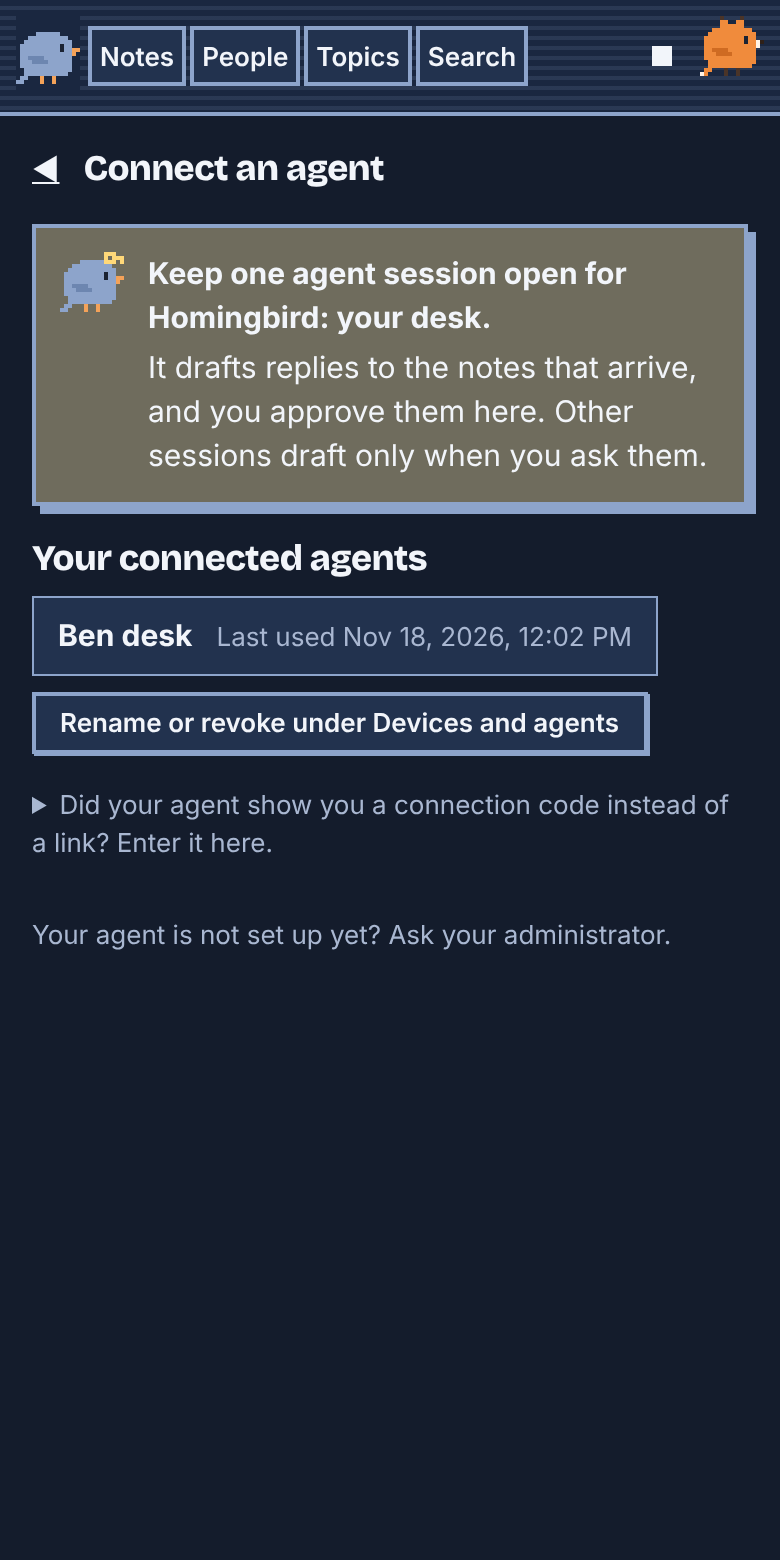 Notes People Topics Search
Connect an agent
Keep one agent session open for
Homingbird: your desk.
It drafts replies to the notes that arrive,
and you approve them here. Other
sessions draft only when you ask them.
Your connected agents
Ben desk Last used Nov 18, 2026, 12:02 PM
Rename or revoke under Devices and agents
Did your agent show you a connection code instead of
a link? Enter it here.
Your agent is not set up yet? Ask your administrator.